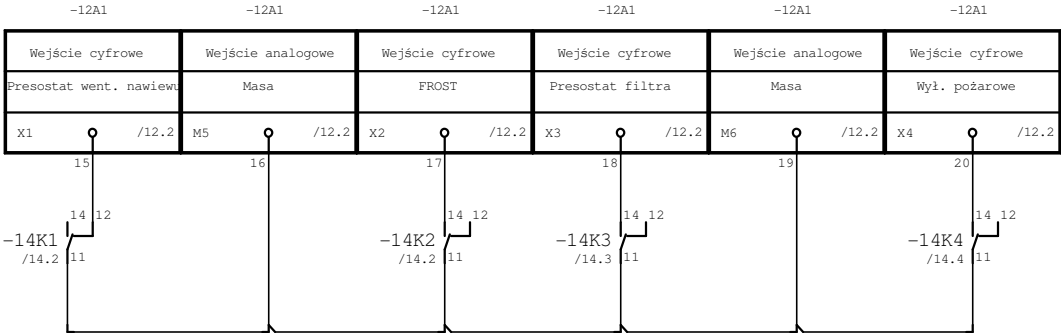 -12A1 -12A1 -12A1 -12A1 -12A1 -12A1
Wejście cyfrowe Wejście analogowe Wejście cyfrowe Wejście cyfrowe Wejście analogowe Wejście cyfrowe
Presostat went. nawiewu Masa FROST Presostat filtra Masa Wył. pożarowe
X1 /12.2 M5 /12.2 X2 /12.2 X3 /12.2 M6 /12.2 X4 /12.2
15 16 17 18 19 20
14 12 14 12 14 12 14 12
-14K1 -14K2 -14K3 -14K4
/14.2 11 /14.2 11 /14.3 11 /14.4 11